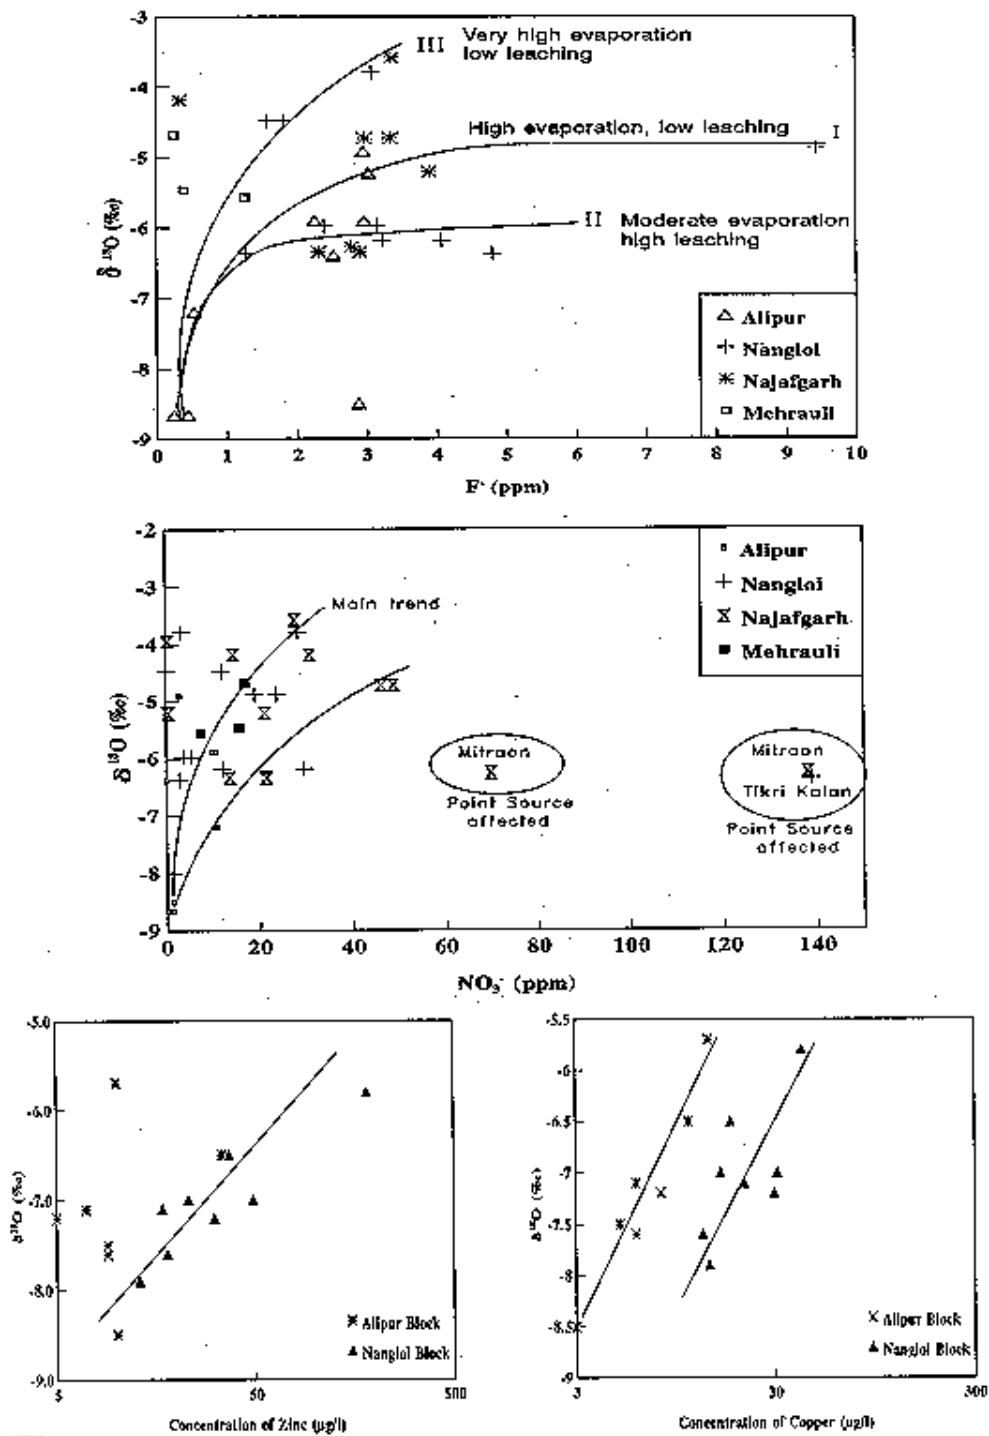 -3
-4
-5
-6
-7
-8
-9
δ¹⁸O (‰)
III Very high evaporation
low leaching
High evaporation, low leaching
I
II Moderate evaporation
high leaching
Alipur
Nangloi
Najafgarh
Mehrauli
0 1 2 3 4 5 6 7 8 9 10
F⁻ (ppm)
-2
-3
-4
-5
-6
-7
-8
-9
δ¹⁸O (‰)
Main trend
Alipur
Nangloi
Najafgarh
Mehrauli
Mitraon
Point Source
affected
Mitraon
Tikri Kalan
Point Source
affected
0 20 40 60 80 100 120 140
NO₃⁻ (ppm)
-5.0
-6.0
-7.0
-8.0
-9.0
δ¹⁸O (‰)
Alipur Block
Nangloi Block
5 50 500
Concentration of Zinc (µg/l)
-5.5
-6
-6.5
-7
-7.5
-8
-8.5
-9
δ¹⁸O (‰)
Alipur Block
Nangloi Block
3 30 300
Concentration of Copper (µg/l)